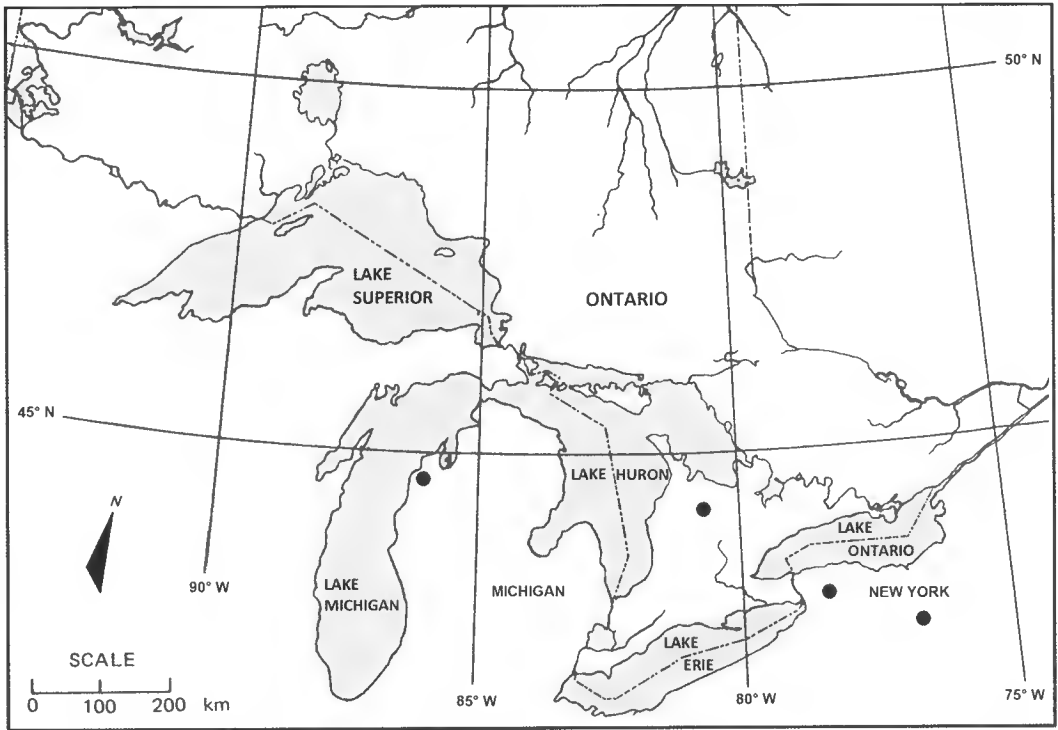 50° N
LAKE
SUPERIOR
ONTARIO
45° N
LAKE HURON
N
LAKE
ONTARIO
90° W
LAKE
MICHIGAN
MICHIGAN
NEW YORK
LAKE
ERIE
SCALE
0 100 200 km
85° W
80° W
75° W